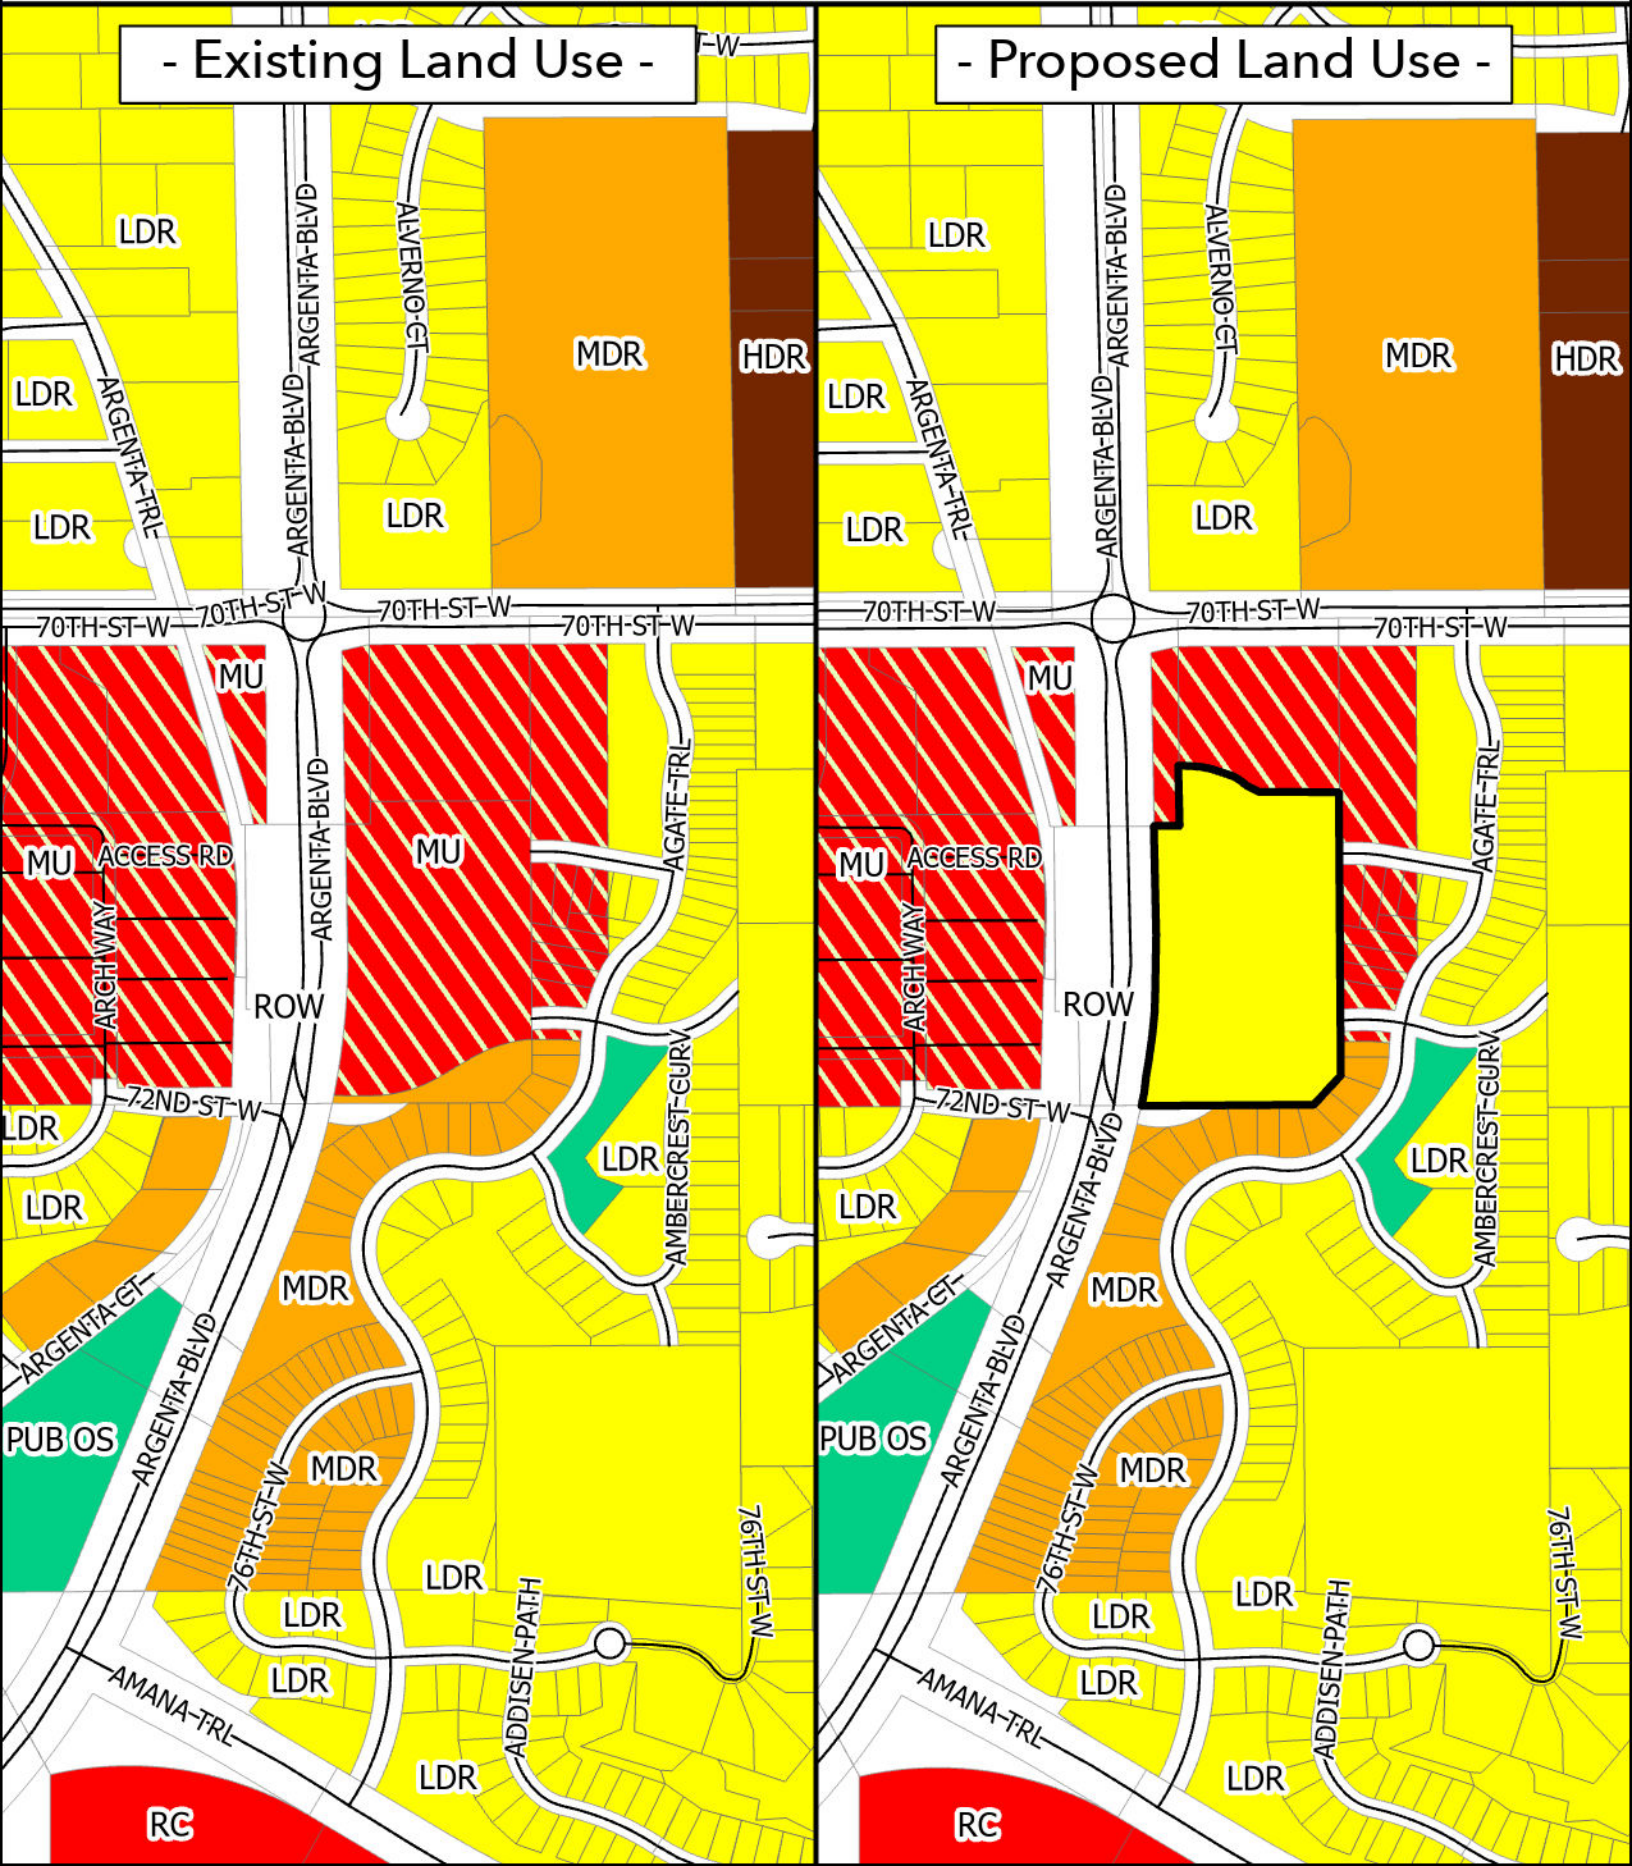 - Existing Land Use -
T-W
LDR
ARGENTA-BLVD
ALVERNO-CT
MDR
HDR
LDR
ARGENTA-TRL
ARGENTA-BLVD
LDR
LDR
70TH-ST-W
70TH-ST-W
70TH-ST-W
70TH-ST-W
MU
ARGENTA-BLVD
AGATE-TRL
MU
MU
ACCESS RD
ARCH-WAY
ROW
72ND-ST-W
LDR
LDR
AMBERCREST-CURV
LDR
MDR
ARGENTA-CT
ARGENTA-BLVD
PUB OS
MDR
76TH-ST-W
76TH-ST-W
LDR
LDR
ADDISEN-PATH
LDR
AMANA-TRL
LDR
RC
- Proposed Land Use -
LDR
ARGENTA-BLVD
ALVERNO-CT
MDR
HDR
LDR
ARGENTA-TRL
ARGENTA-BLVD
LDR
LDR
70TH-ST-W
70TH-ST-W
70TH-ST-W
MU
AGATE-TRL
MU
ACCESS RD
ARCH-WAY
ROW
72ND-ST-W
ARGENTA-BLVD
AMBERCREST-CURV
LDR
LDR
MDR
ARGENTA-CT
ARGENTA-BLVD
PUB OS
MDR
76TH-ST-W
76TH-ST-W
LDR
LDR
ADDISEN-PATH
LDR
AMANA-TRL
LDR
RC